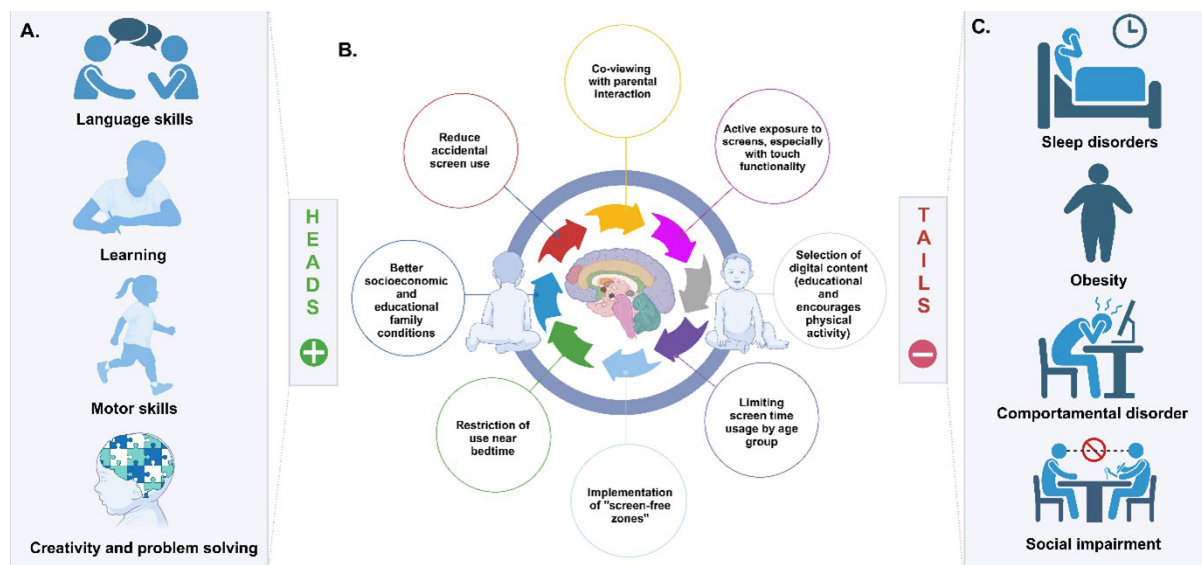 A.
Language skills
Learning
Motor skills
Creativity and problem solving
HEADS
+
B.
Co-viewing
with parental
Interaction
Active exposure to
screens, especially
with touch
functionality
Selection of
digital content
(educational
and
encourages
physical
activity)
Limiting
screen time
usage by age
group
Implementation
of "screen-free
zones"
Restriction of
use near
bedtime
Better
socioeconomic
and
educational
family
conditions
Reduce
accidental
screen use
TAILS
−
C.
Sleep disorders
Obesity
Comportamental disorder
Social impairment